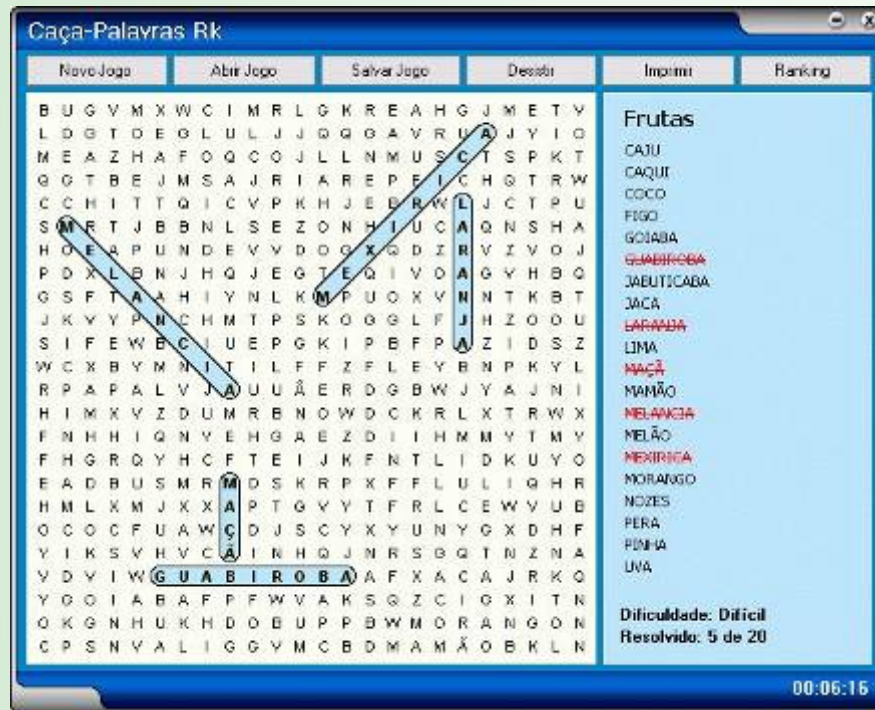 Caça-Palavras Rk
Novo Jogo Abrir Jogo Salvar Jogo Desistir Imprimir Ranking
B U G V M X W C I M R L G K R E A H G J M E T V
L D G T O E G L U L J J Q Q G A V R U A J Y I O
M E A Z H A F O Q C O J L L N M U S C T S P K T
Q G T B E J M S A J R I A R E P E I C H Q T R W
C C H I T T Q I C V P K H J E B R W L J C T P U
S M R T J B B N L S E Z O N H I U C A Q N S H A
H O E A P U N D E V V D O G X Q D Z R V Z V O J
P D X L B N J H Q J E G T E Q I V O A G V H B Q
G S F T A A H I Y N L K M P U O X V N N T K B T
J K V Y P N C H M T P S K O G G L F J H Z O O U
S I F E W B C I U E P G K I P B F P A Z I D S Z
W C X B Y M N I T I L F F Z F L E Y B N P K Y L
R P A P A L V J A U U Ã E R D G B W J Y A J N I
H I M X V Z D U M R B N O W D C K R L X T R W X
F N H H I Q N V E H G A E Z D I I H M M Y T M Y
F H G R Q Y H C F T E I J K F N T L I D K U Y O
E A D B U S M R M D S K R P X F F L U L I Q H R
H M L X M J X X A P T G V Y T F R L C E W V U B
O C O C F U A W Ç D J S C Y X Y U N Y G X D H F
Y I K S V H V C Ã I N H Q J N R S G Q T N Z N A
V D V I W G U A B I R O B A A F X A C A J R K Q
Y G O I A B A F P F W V A K S Q Z C I G X I T N
O K G N H U K H D O B U P P B W M O R A N G O N
C P S N V A L I G G V M C B D M A M Ã O B K L N
Frutas
CAJU
CAQUI
COCO
FIGO
GOIABA
GUABIROBA
JABUTICABA
JACA
LARANJA
LIMA
MAÇÃ
MAMÃO
MELANCIA
MELÃO
MEXIRICA
MORANGO
NOZES
PERA
PINHA
UVA
Dificuldade: Difícil
Resolvido: 5 de 20
00:06:16